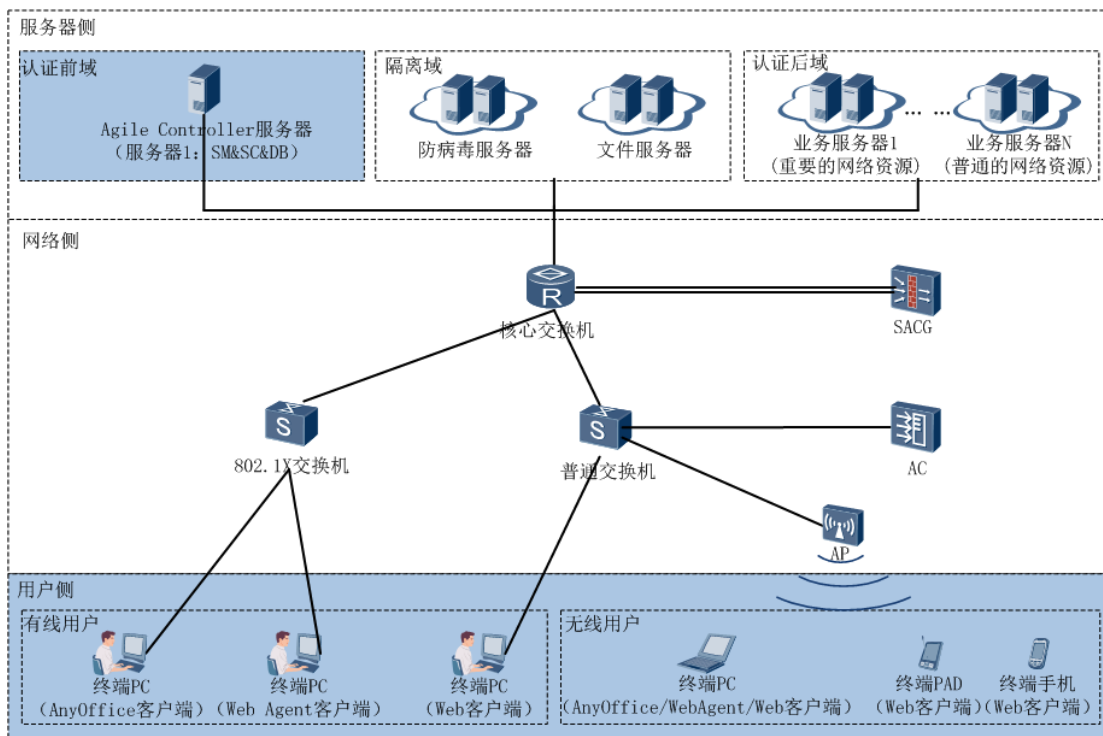 服务器侧
认证前域
Agile Controller服务器
（服务器1：SM&SC&DB）
隔离域
防病毒服务器
文件服务器
认证后域
... ...
业务服务器1
(重要的网络资源)
业务服务器N
(普通的网络资源)
网络侧
R
核心交换机
SACG
S
802.1X交换机
S
普通交换机
AC
AP
用户侧
有线用户
终端PC
（AnyOffice客户端）
终端PC
（Web Agent客户端）
终端PC
（Web客户端）
无线用户
终端PC
（AnyOffice/WebAgent/Web客户端）
终端PAD
（Web客户端）
终端手机
（Web客户端）